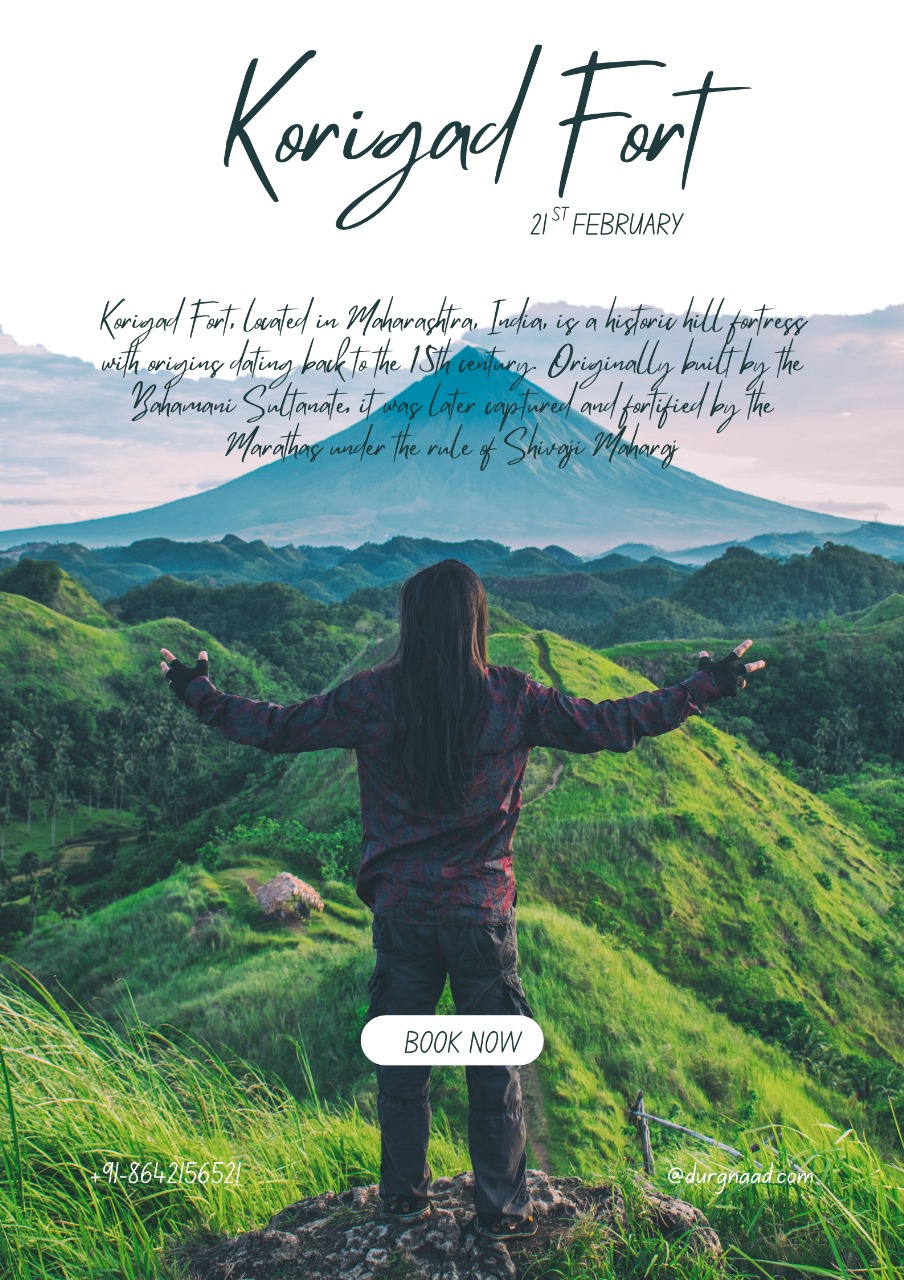 Korigad Fort
21ST FEBRUARY
Korigad Fort, located in Maharashtra, India, is a historic hill fortress
with origins dating back to the 15th century. Originally built by the
Bahamani Sultanate, it was later captured and fortified by the
Marathas under the rule of Shivaji Maharaj
BOOK NOW
+91-8642156521
@durgnaad.com